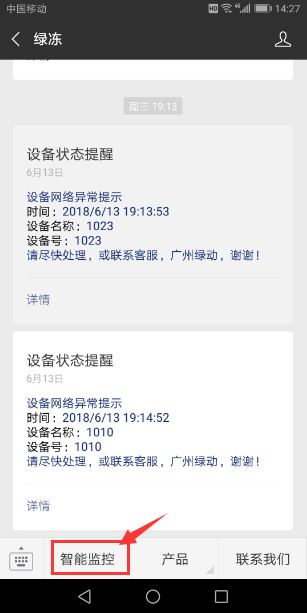 中国移动 HD 4G 14:27
绿冻
周三 19:13
设备状态提醒
6月13日
设备网络异常提示
时间：2018/6/13 19:13:53
设备名称：1023
设备号：1023
请尽快处理，或联系客服，广州绿动，谢谢！
详情
设备状态提醒
6月13日
设备网络异常提示
时间：2018/6/13 19:14:52
设备名称：1010
设备号：1010
请尽快处理，或联系客服，广州绿动，谢谢！
详情
智能监控 产品 联系我们